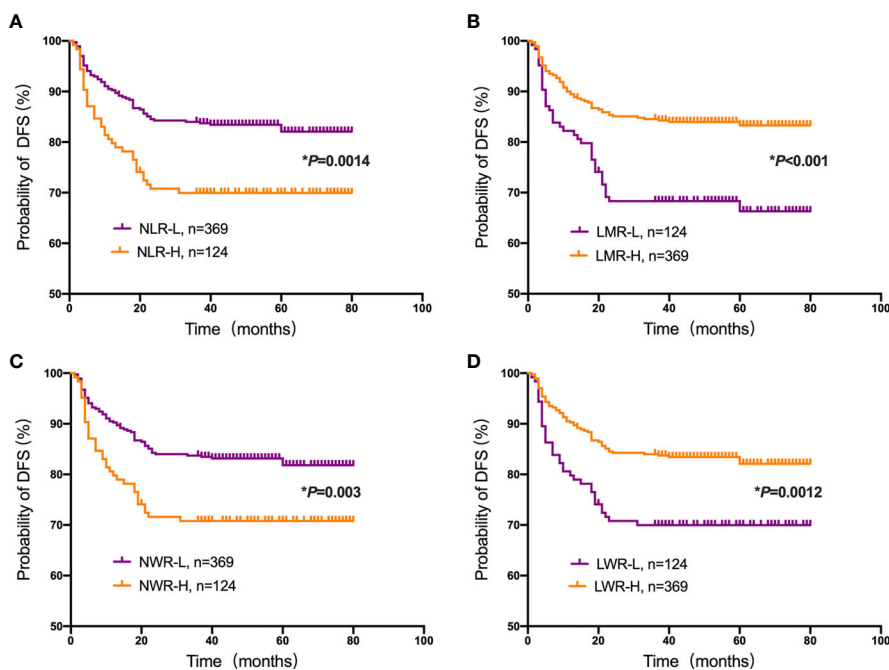 A
Probability of DFS (%)
100
90
80
70
60
50
*P=0.0014
NLR-L, n=369
NLR-H, n=124
0
20
40
60
80
100
Time (months)
B
Probability of DFS (%)
100
90
80
70
60
50
*P<0.001
LMR-L, n=124
LMR-H, n=369
0
20
40
60
80
100
Time (months)
C
Probability of DFS (%)
100
90
80
70
60
50
*P=0.003
NWR-L, n=369
NWR-H, n=124
0
20
40
60
80
100
Time (months)
D
Probability of DFS (%)
100
90
80
70
60
50
*P=0.0012
LWR-L, n=124
LWR-H, n=369
0
20
40
60
80
100
Time (months)